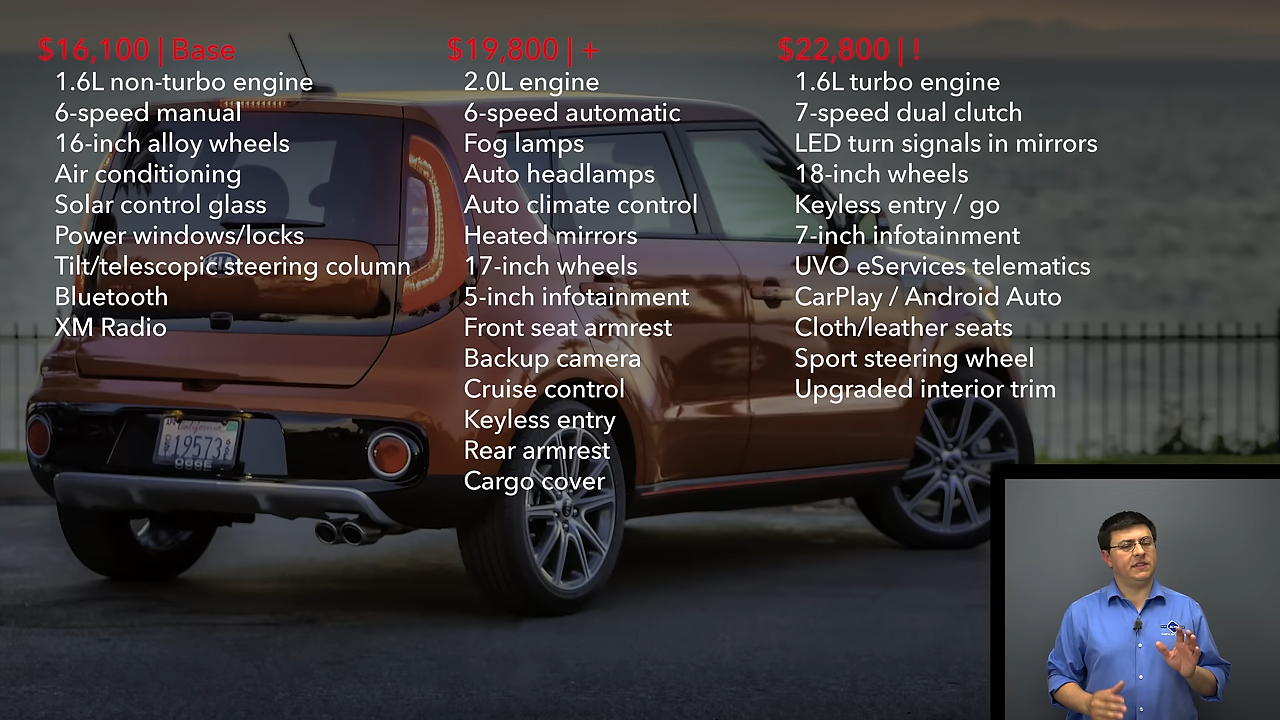 $16,100 | Base
1.6L non-turbo engine
6-speed manual
16-inch alloy wheels
Air conditioning
Solar control glass
Power windows/locks
Tilt/telescopic steering column
Bluetooth
XM Radio
$19,800 | +
2.0L engine
6-speed automatic
Fog lamps
Auto headlamps
Auto climate control
Heated mirrors
17-inch wheels
5-inch infotainment
Front seat armrest
Backup camera
Cruise control
Keyless entry
Rear armrest
Cargo cover
$22,800 | !
1.6L turbo engine
7-speed dual clutch
LED turn signals in mirrors
18-inch wheels
Keyless entry / go
7-inch infotainment
UVO eServices telematics
CarPlay / Android Auto
Cloth/leather seats
Sport steering wheel
Upgraded interior trim
California
19573